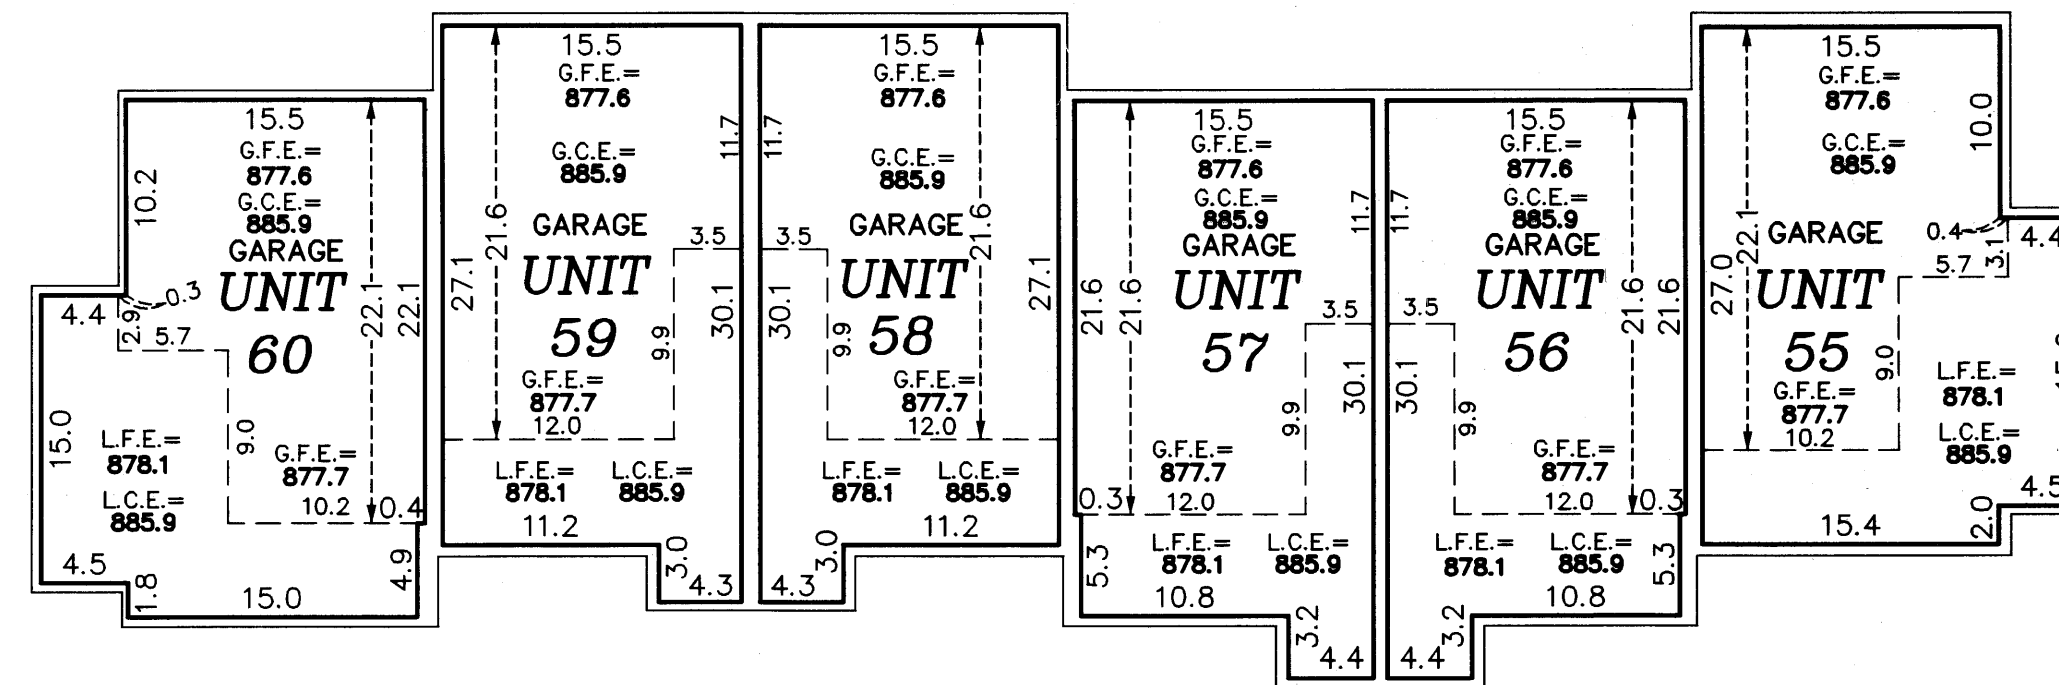 15.5
G.F.E.=
877.6
G.C.E.=
885.9
GARAGE
UNIT
60
10.2
22.1
22.1
0.3
4.4
2.9
5.7
15.0
9.0
L.F.E.=
878.1
L.C.E.=
885.9
G.F.E.=
877.7
10.2
0.4
4.5
1.8
15.0
4.9
15.5
G.F.E.=
877.6
G.C.E.=
885.9
11.7
GARAGE
UNIT
59
21.6
27.1
3.5
30.1
9.9
G.F.E.=
877.7
12.0
L.F.E.=
878.1
L.C.E.=
885.9
11.2
3.0
4.3
15.5
G.F.E.=
877.6
11.7
G.C.E.=
885.9
GARAGE
UNIT
58
3.5
21.6
27.1
30.1
9.9
G.F.E.=
877.7
12.0
L.F.E.=
878.1
L.C.E.=
885.9
3.0
11.2
4.3
15.5
G.F.E.=
877.6
G.C.E.=
885.9
GARAGE
UNIT
57
11.7
21.6
21.6
3.5
30.1
9.9
G.F.E.=
877.7
0.3
12.0
L.F.E.=
878.1
L.C.E.=
885.9
5.3
10.8
3.2
4.4
15.5
G.F.E.=
877.6
G.C.E.=
885.9
GARAGE
UNIT
56
11.7
21.6
21.6
3.5
30.1
9.9
G.F.E.=
877.7
12.0
0.3
L.F.E.=
878.1
L.C.E.=
885.9
5.3
10.8
3.2
4.4
15.5
G.F.E.=
877.6
10.0
G.C.E.=
885.9
GARAGE
UNIT
55
22.1
27.0
0.4
3.1
4.4
5.7
9.0
G.F.E.=
877.7
10.2
L.F.E.=
878.1
L.C.E.=
885.9
4.5
2.0
15.4